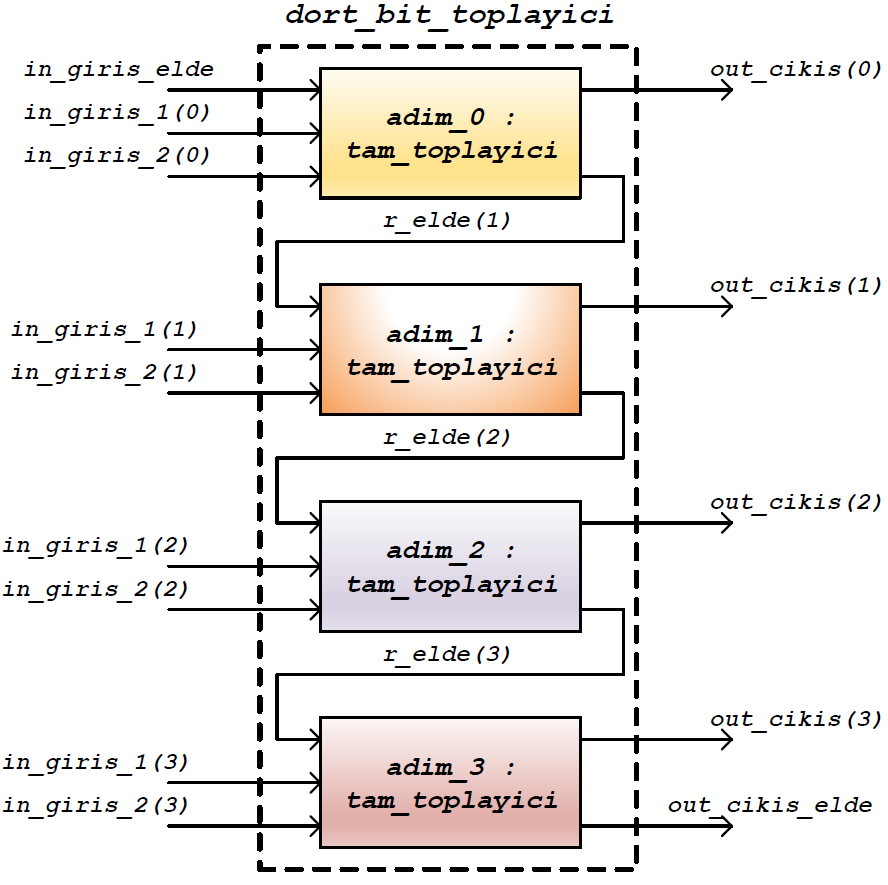 dort_bit_toplayici
in_giris_elde
in_giris_1(0)
in_giris_2(0)
adim_0 :
tam_toplayici
out_cikis(0)
r_elde(1)
in_giris_1(1)
in_giris_2(1)
adim_1 :
tam_toplayici
out_cikis(1)
r_elde(2)
in_giris_1(2)
in_giris_2(2)
adim_2 :
tam_toplayici
out_cikis(2)
r_elde(3)
in_giris_1(3)
in_giris_2(3)
adim_3 :
tam_toplayici
out_cikis(3)
out_cikis_elde